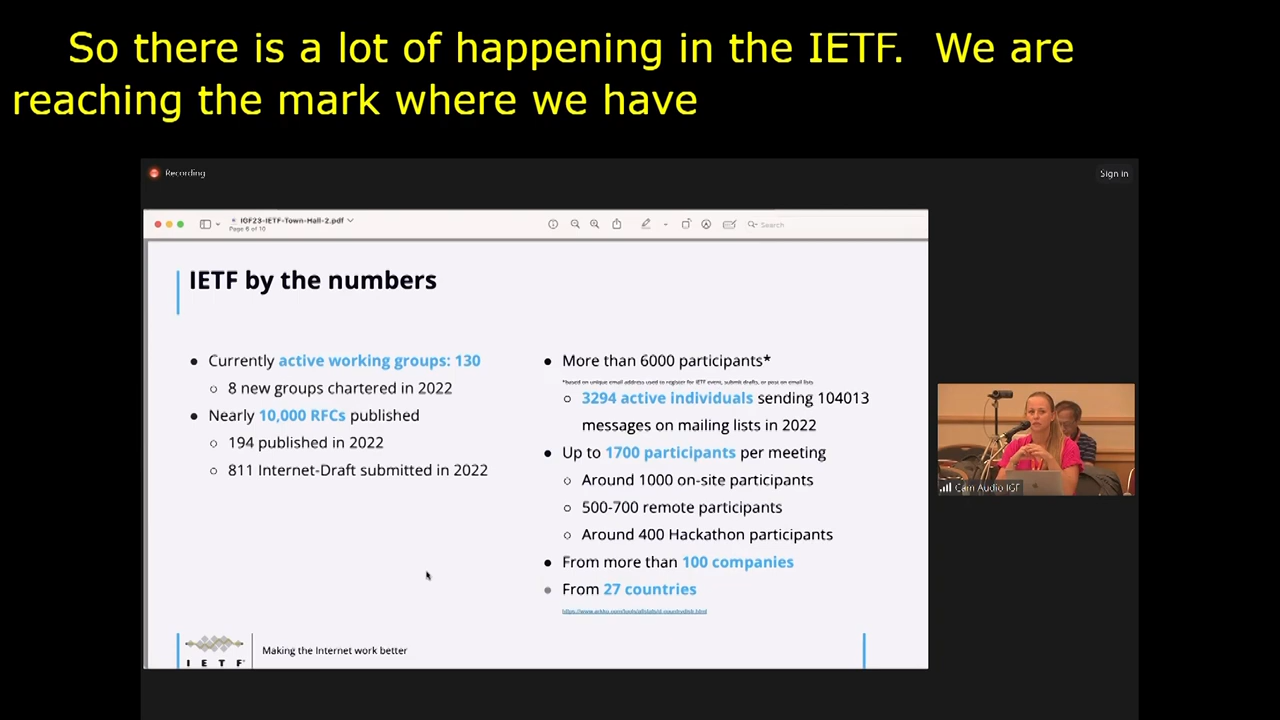 So there is a lot of happening in the IETF. We are
reaching the mark where we have
Recording
Sign in
IGF23-IETF-Town-Hall-2.pdf
Page 6 of 10
Search
IETF by the numbers
Currently active working groups: 130
8 new groups chartered in 2022
Nearly 10,000 RFCs published
194 published in 2022
811 Internet-Draft submitted in 2022
More than 6000 participants*
*based on unique email address used to register for IETF event, submit drafts, or post on email lists
3294 active individuals sending 104013
messages on mailing lists in 2022
Up to 1700 participants per meeting
Around 1000 on-site participants
500-700 remote participants
Around 400 Hackathon participants
From more than 100 companies
From 27 countries
I E T F
Making the Internet work better
Cam Audio IGF